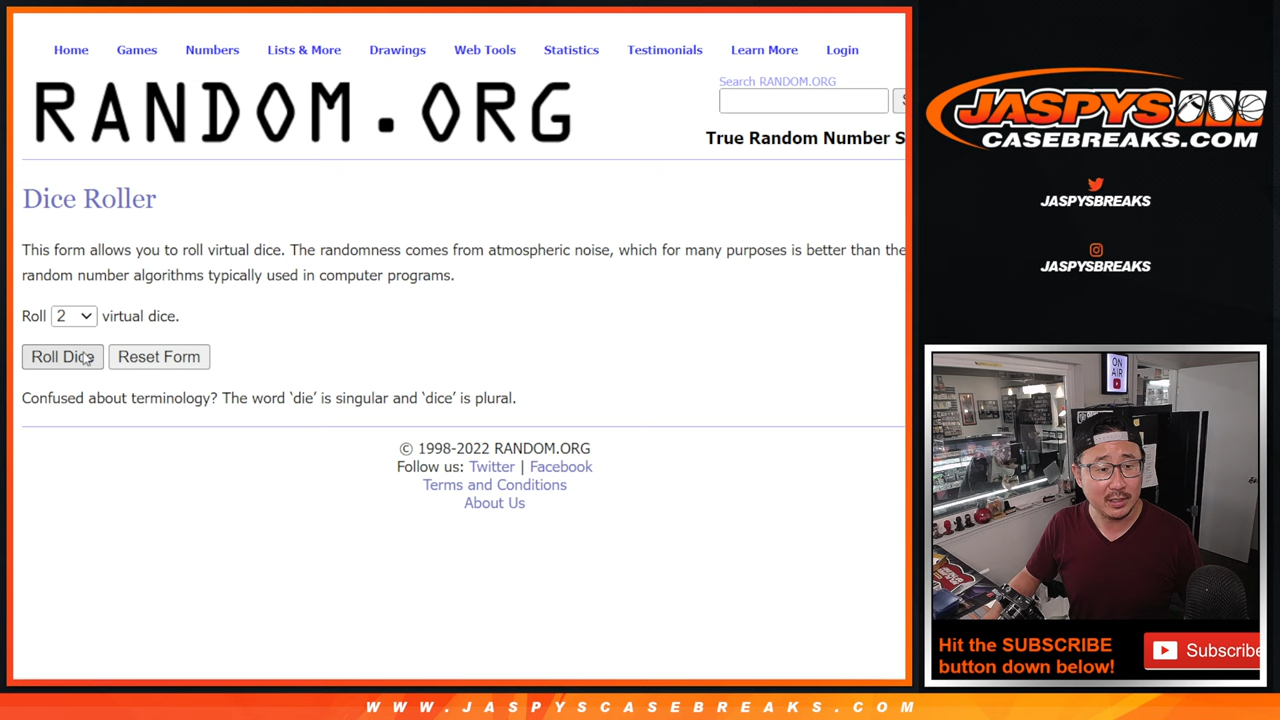 Home Games Numbers Lists & More Drawings Web Tools Statistics Testimonials Learn More Login
RANDOM.ORG
Search RANDOM.ORG
True Random Number S
Dice Roller
This form allows you to roll virtual dice. The randomness comes from atmospheric noise, which for many purposes is better than the
random number algorithms typically used in computer programs.
Roll 2 virtual dice.
Roll Dice Reset Form
Confused about terminology? The word ‘die’ is singular and ‘dice’ is plural.
© 1998-2022 RANDOM.ORG
Follow us: Twitter | Facebook
Terms and Conditions
About Us
JASPYS
CASEBREAKS.COM
JASPYSBREAKS
JASPYSBREAKS
ON
AIR
Hit the SUBSCRIBE
button down below!
Subscribe
WWW.JASPYSCASEBREAKS.COM